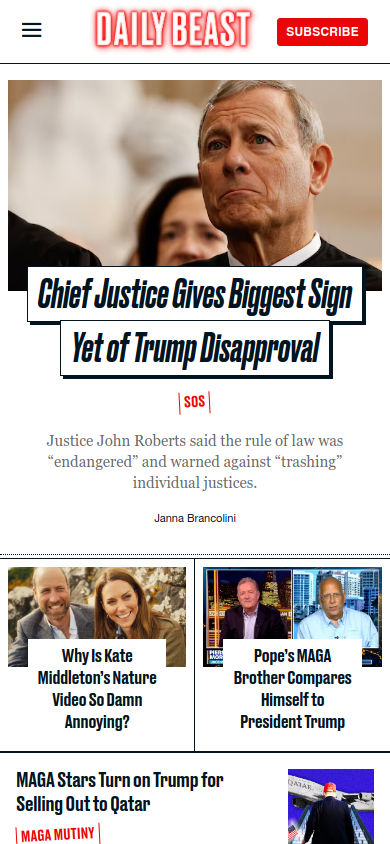 DAILY BEAST
SUBSCRIBE
Chief Justice Gives Biggest Sign
Yet of Trump Disapproval
SOS
Justice John Roberts said the rule of law was
“endangered” and warned against “trashing”
individual justices.
Janna Brancolini
Why Is Kate
Middleton's Nature
Video So Damn
Annoying?
Pope's MAGA
Brother Compares
Himself to
President Trump
MAGA Stars Turn on Trump for
Selling Out to Qatar
QATAR
MAGA MUTINY